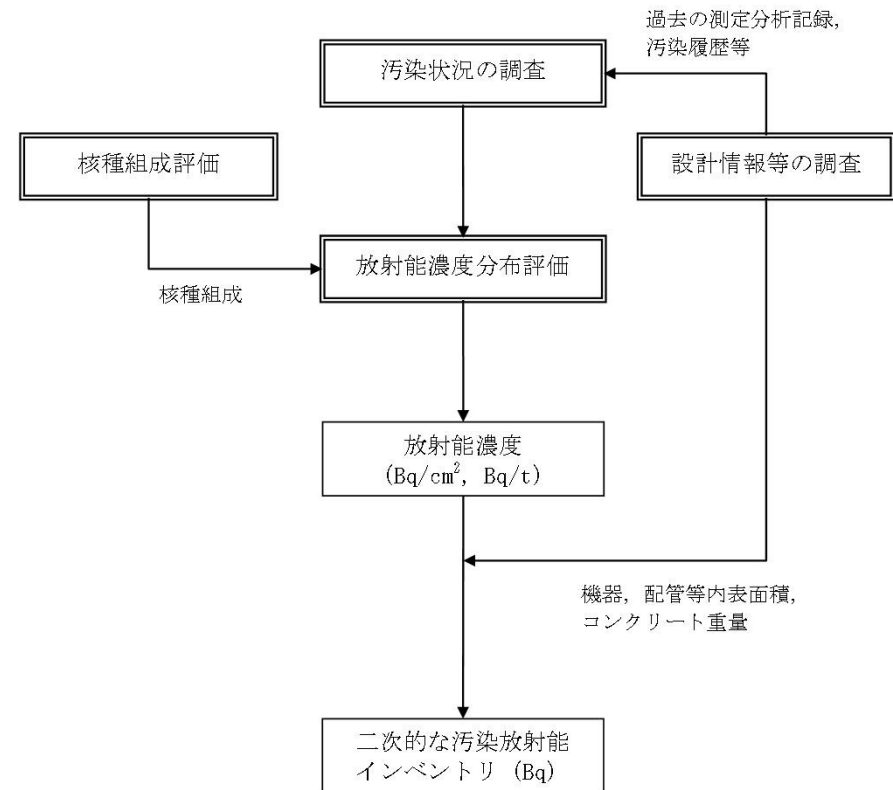 過去の測定分析記録,
汚染履歴等
汚染状況の調査
核種組成評価
設計情報等の調査
放射能濃度分布評価
核種組成
放射能濃度
(Bq/cm², Bq/t)
機器, 配管等内表面積,
コンクリート重量
二次的な汚染放射能
インベントリ (Bq)